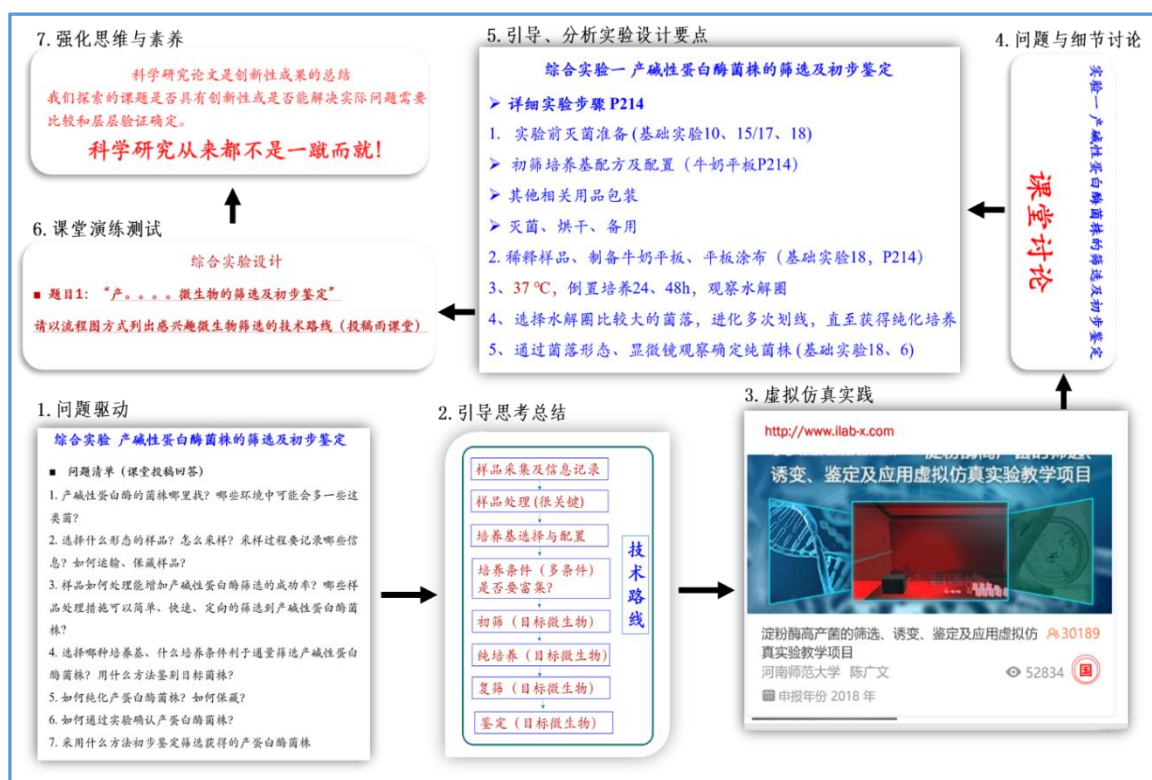 7.强化思维与素养
科学研究论文是创新性成果的总结
我们探索的课题是否具有创新性或是否能解决实际问题需要
比较和层层验证确定。
科学研究从来都不是一蹴而就!
5.引导、分析实验设计要点
综合实验一 产碱性蛋白酶菌株的筛选及初步鉴定
➢ 详细实验步骤 P214
1. 实验前灭菌准备(基础实验10、15/17、18)
➢ 初筛培养基配方及配置(牛奶平板P214)
➢ 其他相关用品包装
➢ 灭菌、烘干、备用
2. 稀释样品、制备牛奶平板、平板涂布(基础实验18,P214)
3、37 ℃,倒置培养24、48h,观察水解圈
4、选择水解圈比较大的菌落,进化多次划线,直至获得纯化培养
5、通过菌落形态、显微镜观察确定纯菌株(基础实验18、6)
4.问题与细节讨论
实验一 产碱性蛋白酶菌株的筛选及初步鉴定
课堂讨论
6.课堂演练测试
综合实验设计
■ 题目1:“产。。。。微生物的筛选及初步鉴定”
请以流程图方式列出感兴趣微生物筛选的技术路线(投稿雨课堂)
1.问题驱动
综合实验 产碱性蛋白酶菌株的筛选及初步鉴定
■ 问题清单(课堂投稿回答)
1. 产碱性蛋白酶的菌株哪里找?哪些环境中可能会多一些这
类菌?
2. 选择什么形态的样品?怎么采样?采样过程要记录哪些信
息?如何运输、保藏样品?
3. 样品如何处理能增加产碱性蛋白酶筛选的成功率?哪些样
品处理措施可以简单、快速、定向的筛选到产碱性蛋白酶菌
株?
4. 选择哪种培养基、什么培养条件利于通量筛选产碱性蛋白
酶菌株?用什么方法鉴别目标菌株?
5. 如何纯化产蛋白酶菌株?如何保藏?
6. 如何通过实验确认产蛋白酶菌株?
7. 采用什么方法初步鉴定筛选获得的产蛋白酶菌株
2.引导思考总结
样品采集及信息记录
样品处理(很关键)
培养基选择与配置
培养条件(多条件)
是否要富集?
初筛(目标微生物)
纯培养(目标微生物)
复筛(目标微生物)
鉴定(目标微生物)
技术路线
3.虚拟仿真实践
http://www.ilab-x.com
淀粉酶高产菌的筛选、
诱变、鉴定及应用虚拟仿真实验教学项目
淀粉酶高产菌的筛选、诱变、鉴定及应用虚拟仿
真实验教学项目
30189
河南师范大学 陈广文
52834
国
申报年份 2018 年